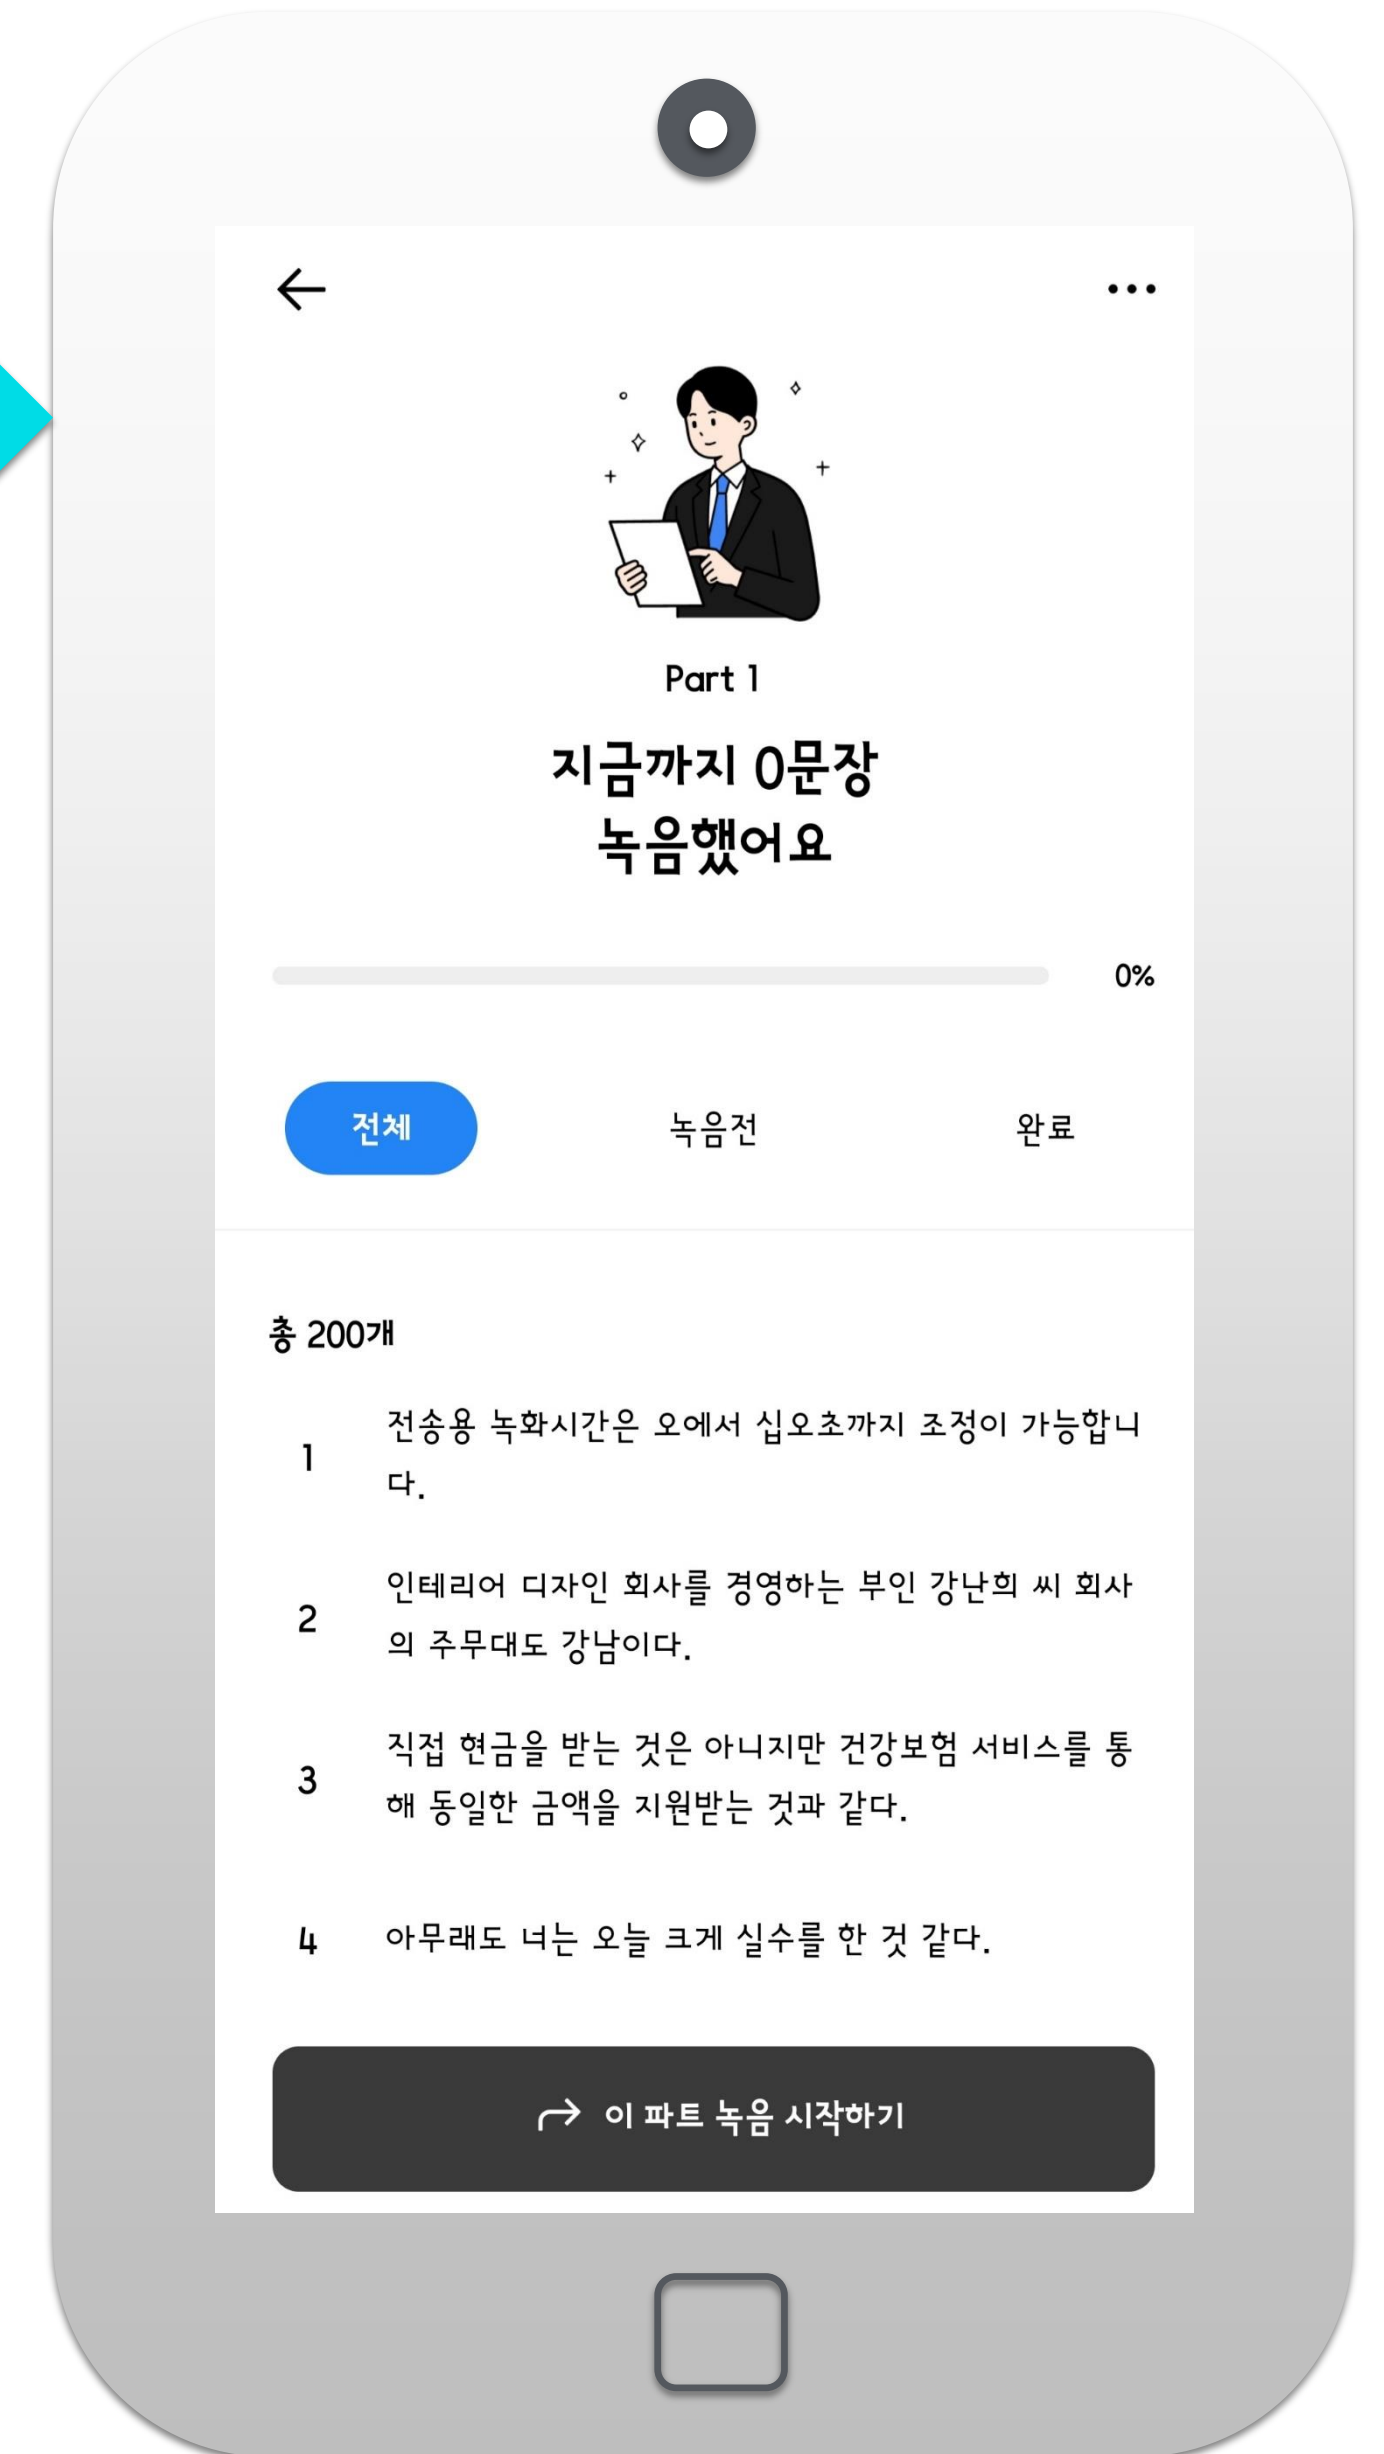 Part 1
지금까지 0문장
녹음했어요
0%
전체 녹음전 완료
총 200개
1
전송용 녹화시간은 오에서 십오초까지 조정이 가능합니
다.
2
인테리어 디자인 회사를 경영하는 부인 강난희 씨 회사
의 주무대도 강남이다.
3
직접 현금을 받는 것은 아니지만 건강보험 서비스를 통
해 동일한 금액을 지원받는 것과 같다.
4 아무래도 너는 오늘 크게 실수를 한 것 같다.
이 파트 녹음 시작하기